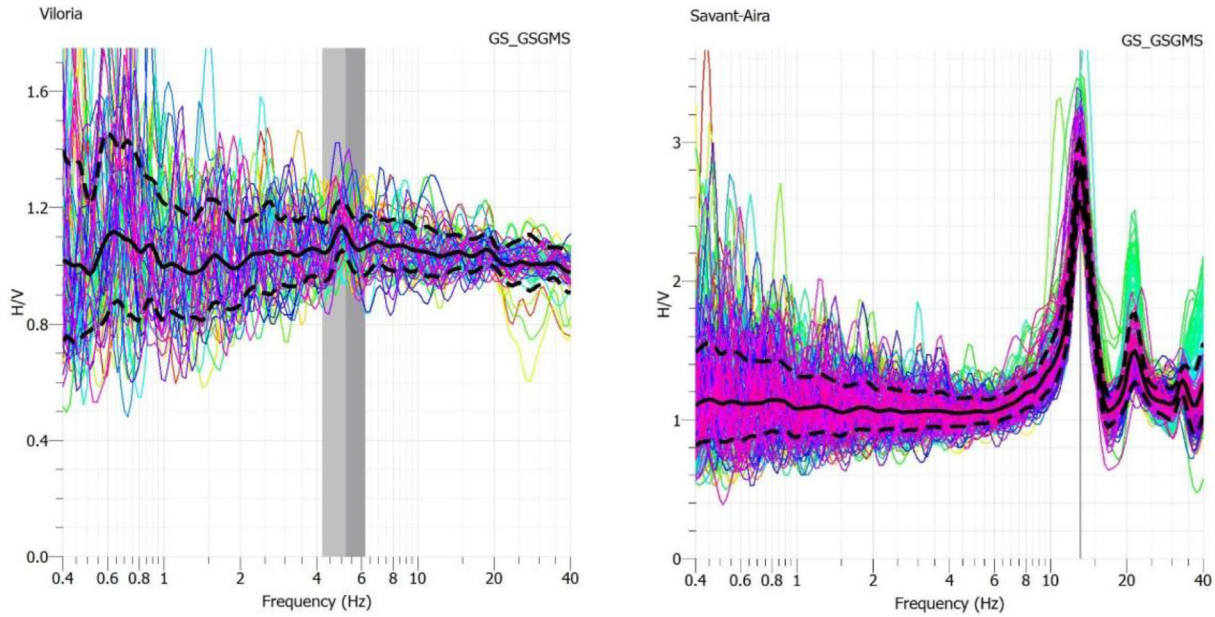 Viloria
GS_GSGMS
1.6
1.2
0.8
0.4
0.0
H/V
0.4 0.6 0.8 1 2 4 6 8 10 20 40
Frequency (Hz)
Savant-Aira
GS_GSGMS
3
2
1
0
H/V
0.4 0.6 0.8 1 2 4 6 8 10 20 40
Frequency (Hz)